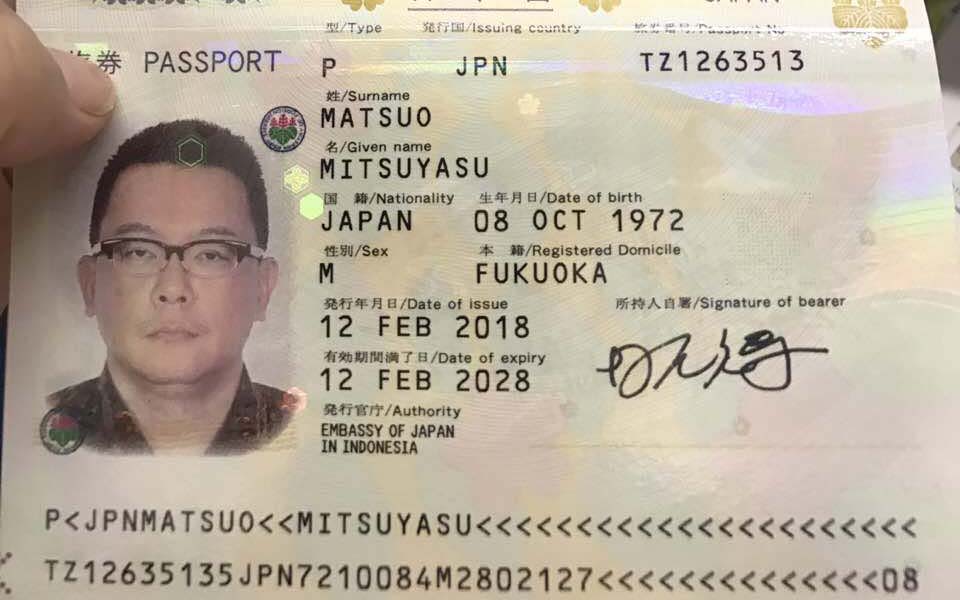 型/Type 発行国/Issuing country 旅券番号/Passport No
旅券 PASSPORT P JPN TZ1263513
姓/Surname
MATSUO
名/Given name
MITSUYASU
国 籍/Nationality 生年月日/Date of birth
JAPAN 08 OCT 1972
性別/Sex 本 籍/Registered Domicile
M FUKUOKA
発行年月日/Date of issue 所持人自署/Signature of bearer
12 FEB 2018
有効期間満了日/Date of expiry
12 FEB 2028
発行官庁/Authority
EMBASSY OF JAPAN
IN INDONESIA
P<JPNMATSUO<<MITSUYASU<<<<<<<<<<<<<<<<<<<<<<
TZ12635135JPN7210084M2802127<<<<<<<<<<<<<<08